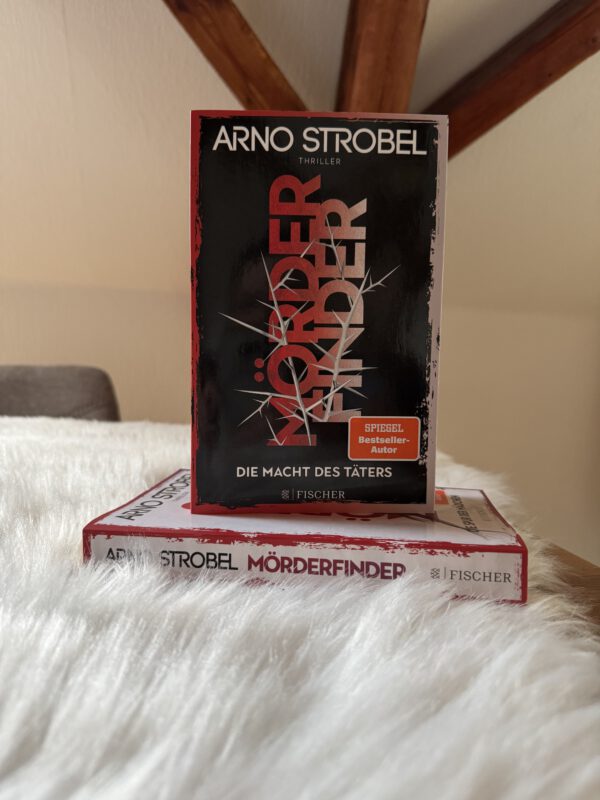 ARNO STROBEL
THRILLER
MÖRDER
FINDER
SPIEGEL
Bestseller-
Autor
DIE MACHT DES TÄTERS
FISCHER
ARNO STROBEL
ARNO STROBEL MÖRDERFINDER FISCHER